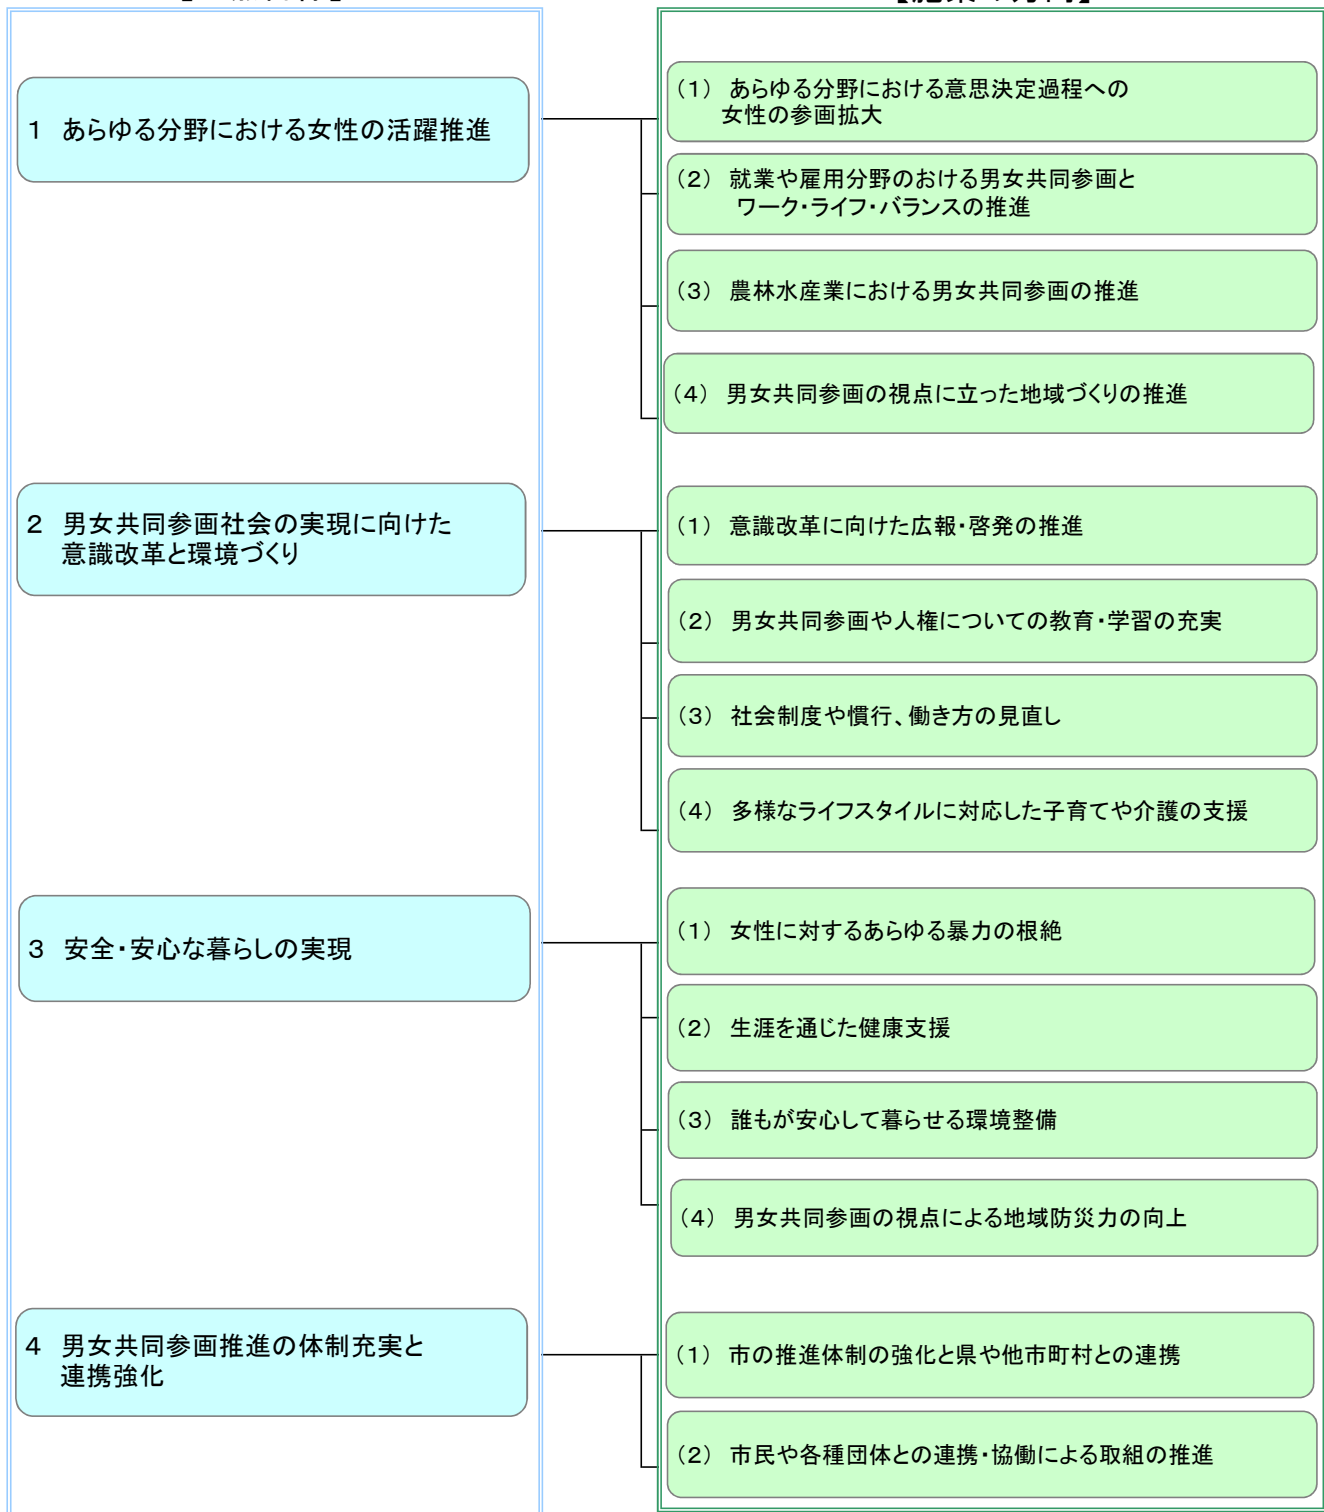 1 あらゆる分野における女性の活躍推進
(1) あらゆる分野における意思決定過程への
女性の参画拡大
(2) 就業や雇用分野のおける男女共同参画と
ワーク・ライフ・バランスの推進
(3) 農林水産業における男女共同参画の推進
(4) 男女共同参画の視点に立った地域づくりの推進
2 男女共同参画社会の実現に向けた
意識改革と環境づくり
(1) 意識改革に向けた広報・啓発の推進
(2) 男女共同参画や人権についての教育・学習の充実
(3) 社会制度や慣行、働き方の見直し
(4) 多様なライフスタイルに対応した子育てや介護の支援
3 安全・安心な暮らしの実現
(1) 女性に対するあらゆる暴力の根絶
(2) 生涯を通じた健康支援
(3) 誰もが安心して暮らせる環境整備
(4) 男女共同参画の視点による地域防災力の向上
4 男女共同参画推進の体制充実と
連携強化
(1) 市の推進体制の強化と県や他市町村との連携
(2) 市民や各種団体との連携・協働による取組の推進